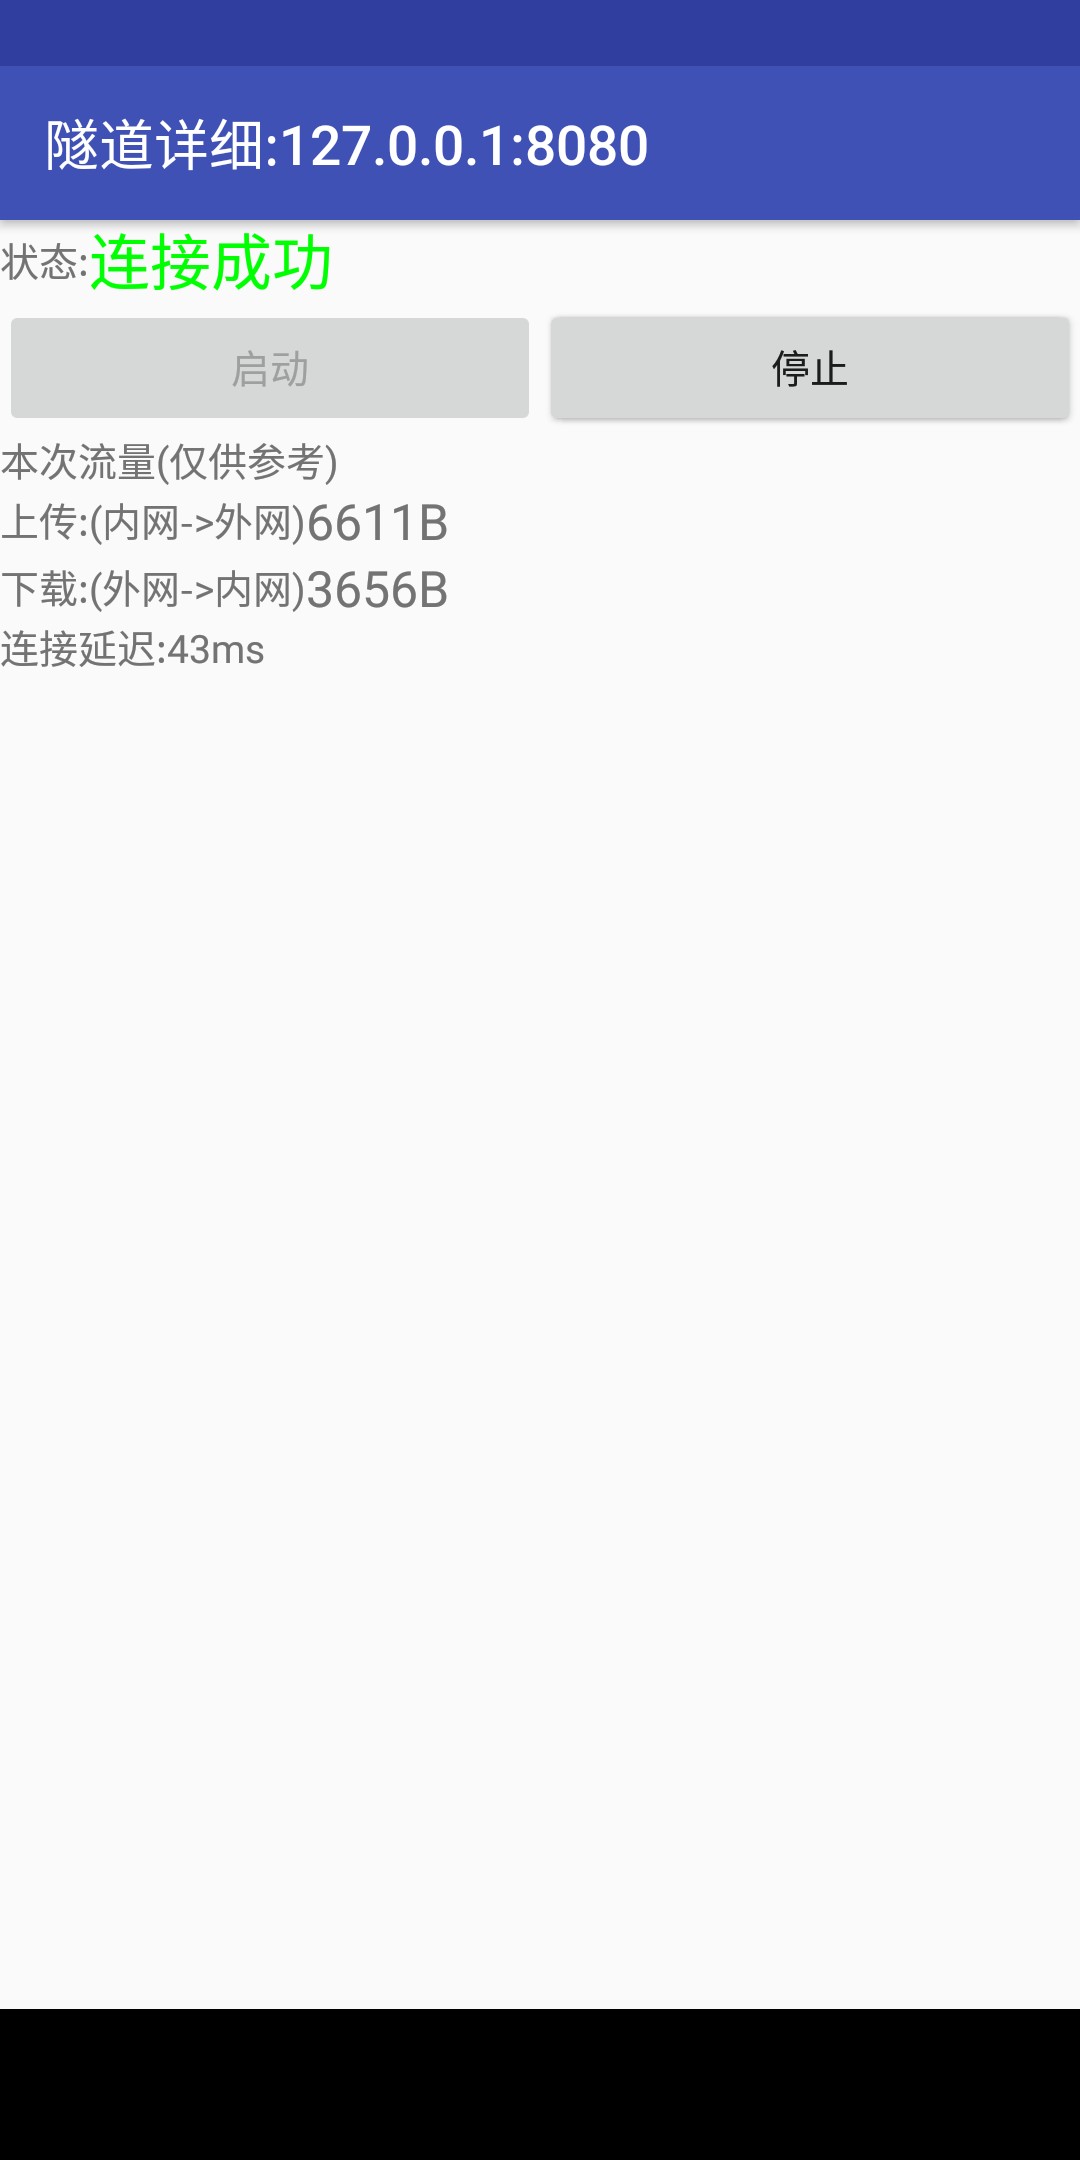 隧道详细:127.0.0.1:8080
状态:连接成功
启动 停止
本次流量(仅供参考)
上传:(内网->外网)6611B
下载:(外网->内网)3656B
连接延迟:43ms